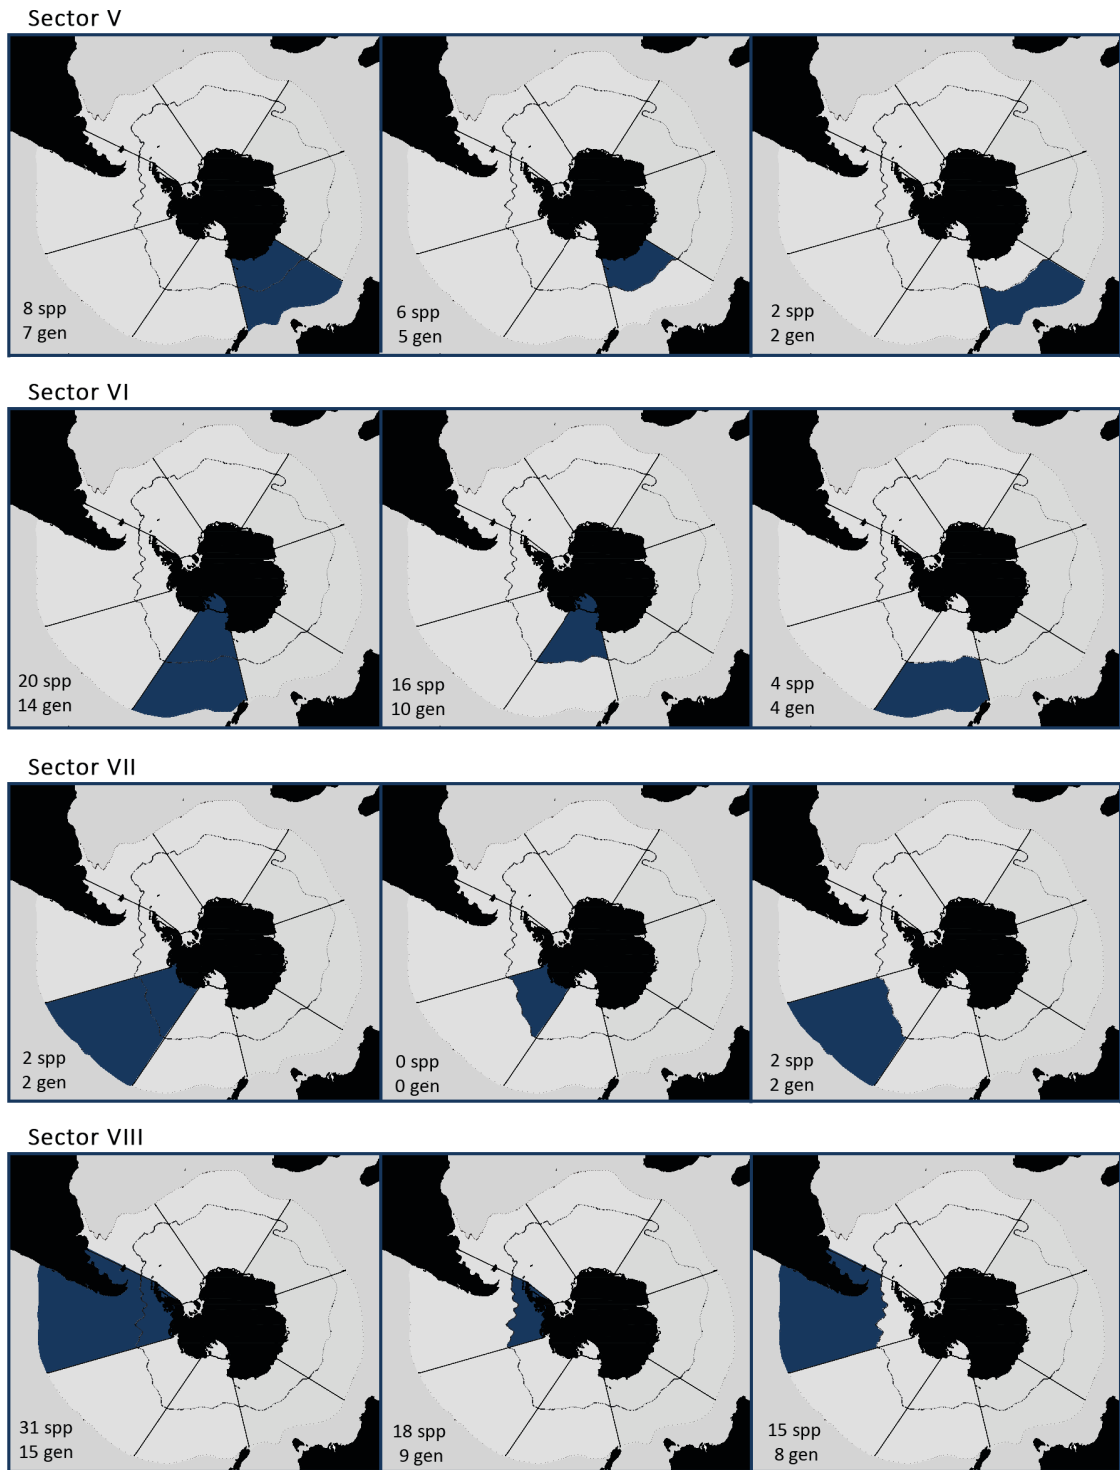 Sector V
8 spp
7 gen
6 spp
5 gen
2 spp
2 gen
Sector VI
20 spp
14 gen
16 spp
10 gen
4 spp
4 gen
Sector VII
2 spp
2 gen
0 spp
0 gen
2 spp
2 gen
Sector VIII
31 spp
15 gen
18 spp
9 gen
15 spp
8 gen